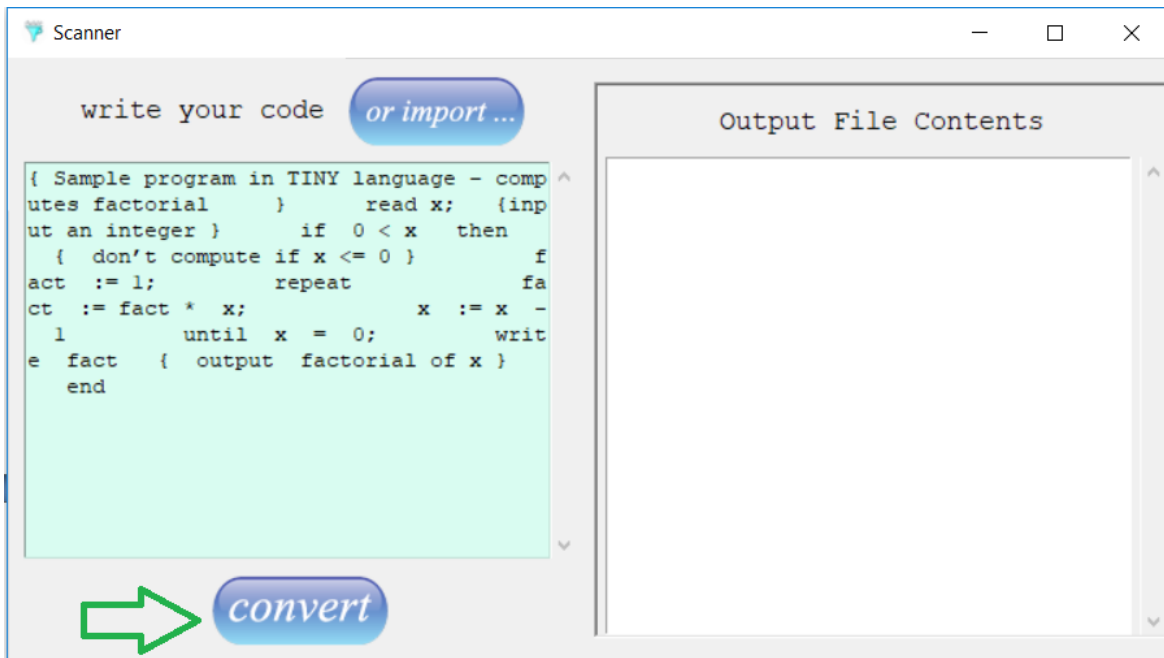 Scanner
write your code
or import ...
{ Sample program in TINY language – comp
utes factorial     }      read x;   {inp
ut an integer }      if  0 < x   then
  {  don’t compute if x <= 0 }         f
act  := 1;         repeat             fa
ct  := fact *  x;             x  := x  –
  1         until  x  =  0;         writ
e  fact   {  output  factorial of x }
   end
convert
Output File Contents